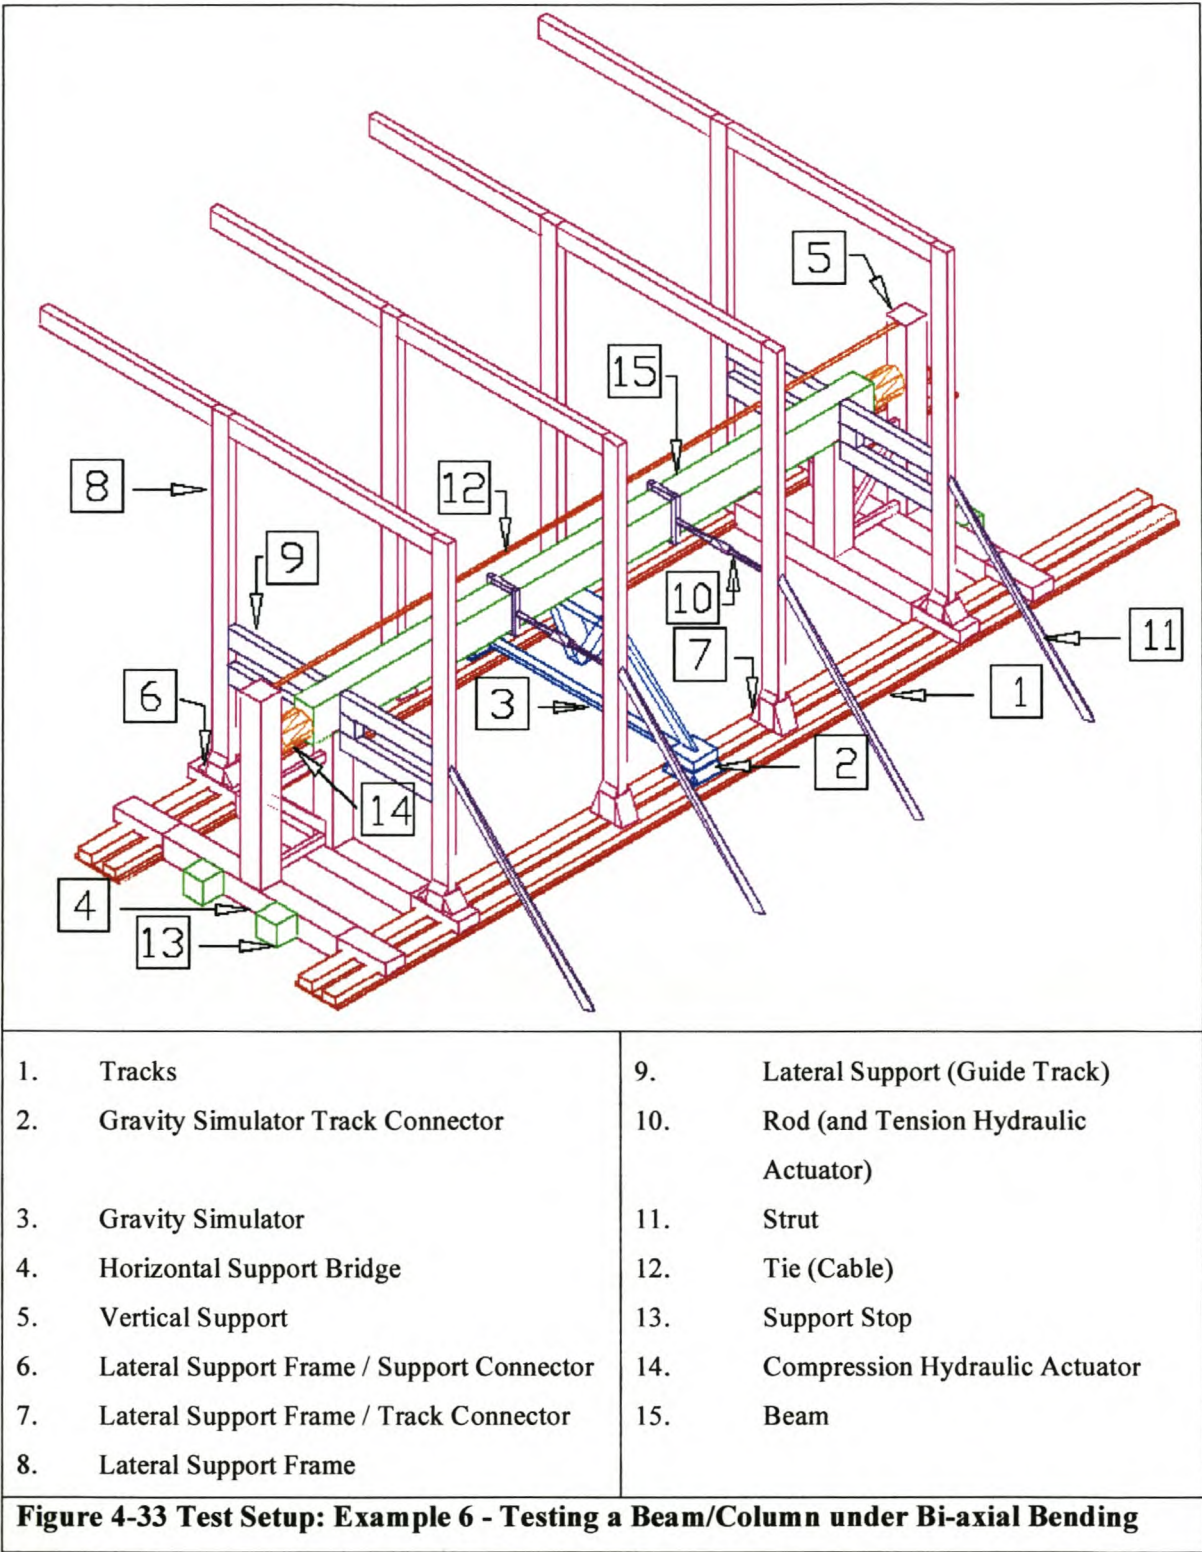 5
15
8
12
9
10
11
7
6
3
1
2
14
4
13
1. Tracks
2. Gravity Simulator Track Connector
3. Gravity Simulator
4. Horizontal Support Bridge
5. Vertical Support
6. Lateral Support Frame / Support Connector
7. Lateral Support Frame / Track Connector
8. Lateral Support Frame
9. Lateral Support (Guide Track)
10. Rod (and Tension Hydraulic
Actuator)
11. Strut
12. Tie (Cable)
13. Support Stop
14. Compression Hydraulic Actuator
15. Beam
Figure 4-33 Test Setup: Example 6 - Testing a Beam/Column under Bi-axial Bending